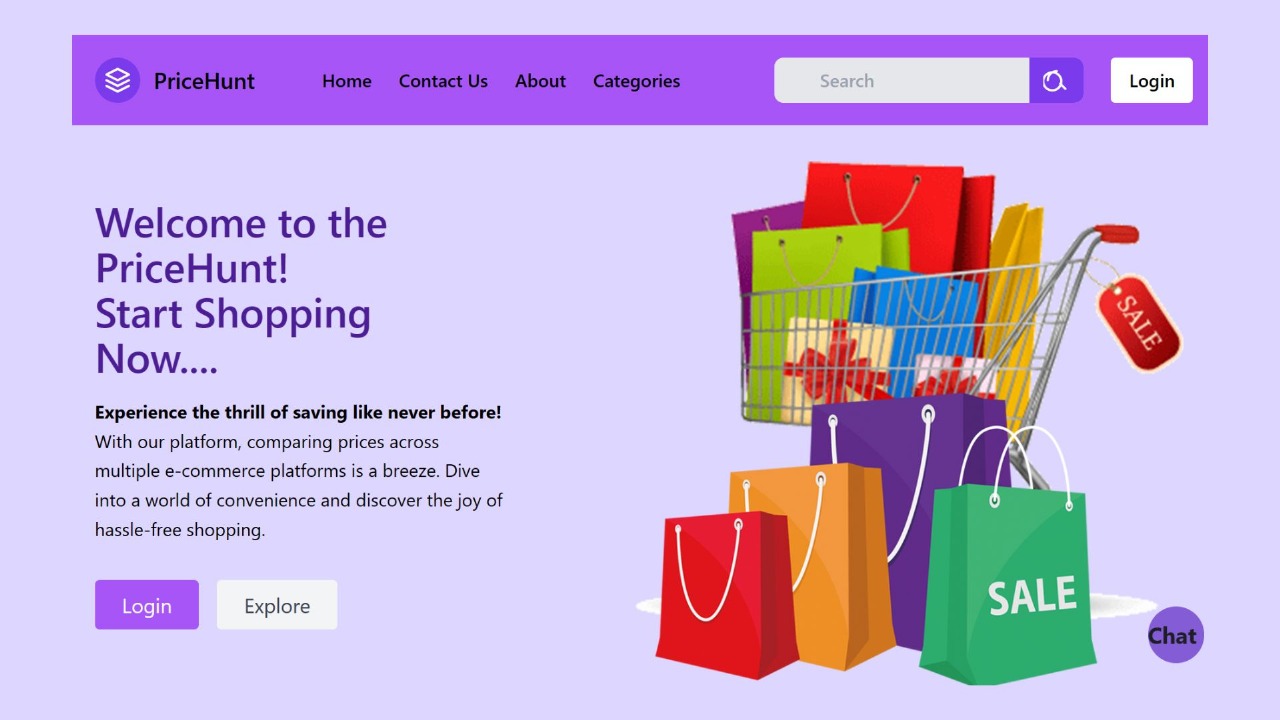 PriceHunt
Home
Contact Us
About
Categories
Search
Login
Welcome to the
PriceHunt!
Start Shopping
Now....
Experience the thrill of saving like never before!
With our platform, comparing prices across
multiple e-commerce platforms is a breeze. Dive
into a world of convenience and discover the joy of
hassle-free shopping.
Login
Explore
SALE
SALE
Chat